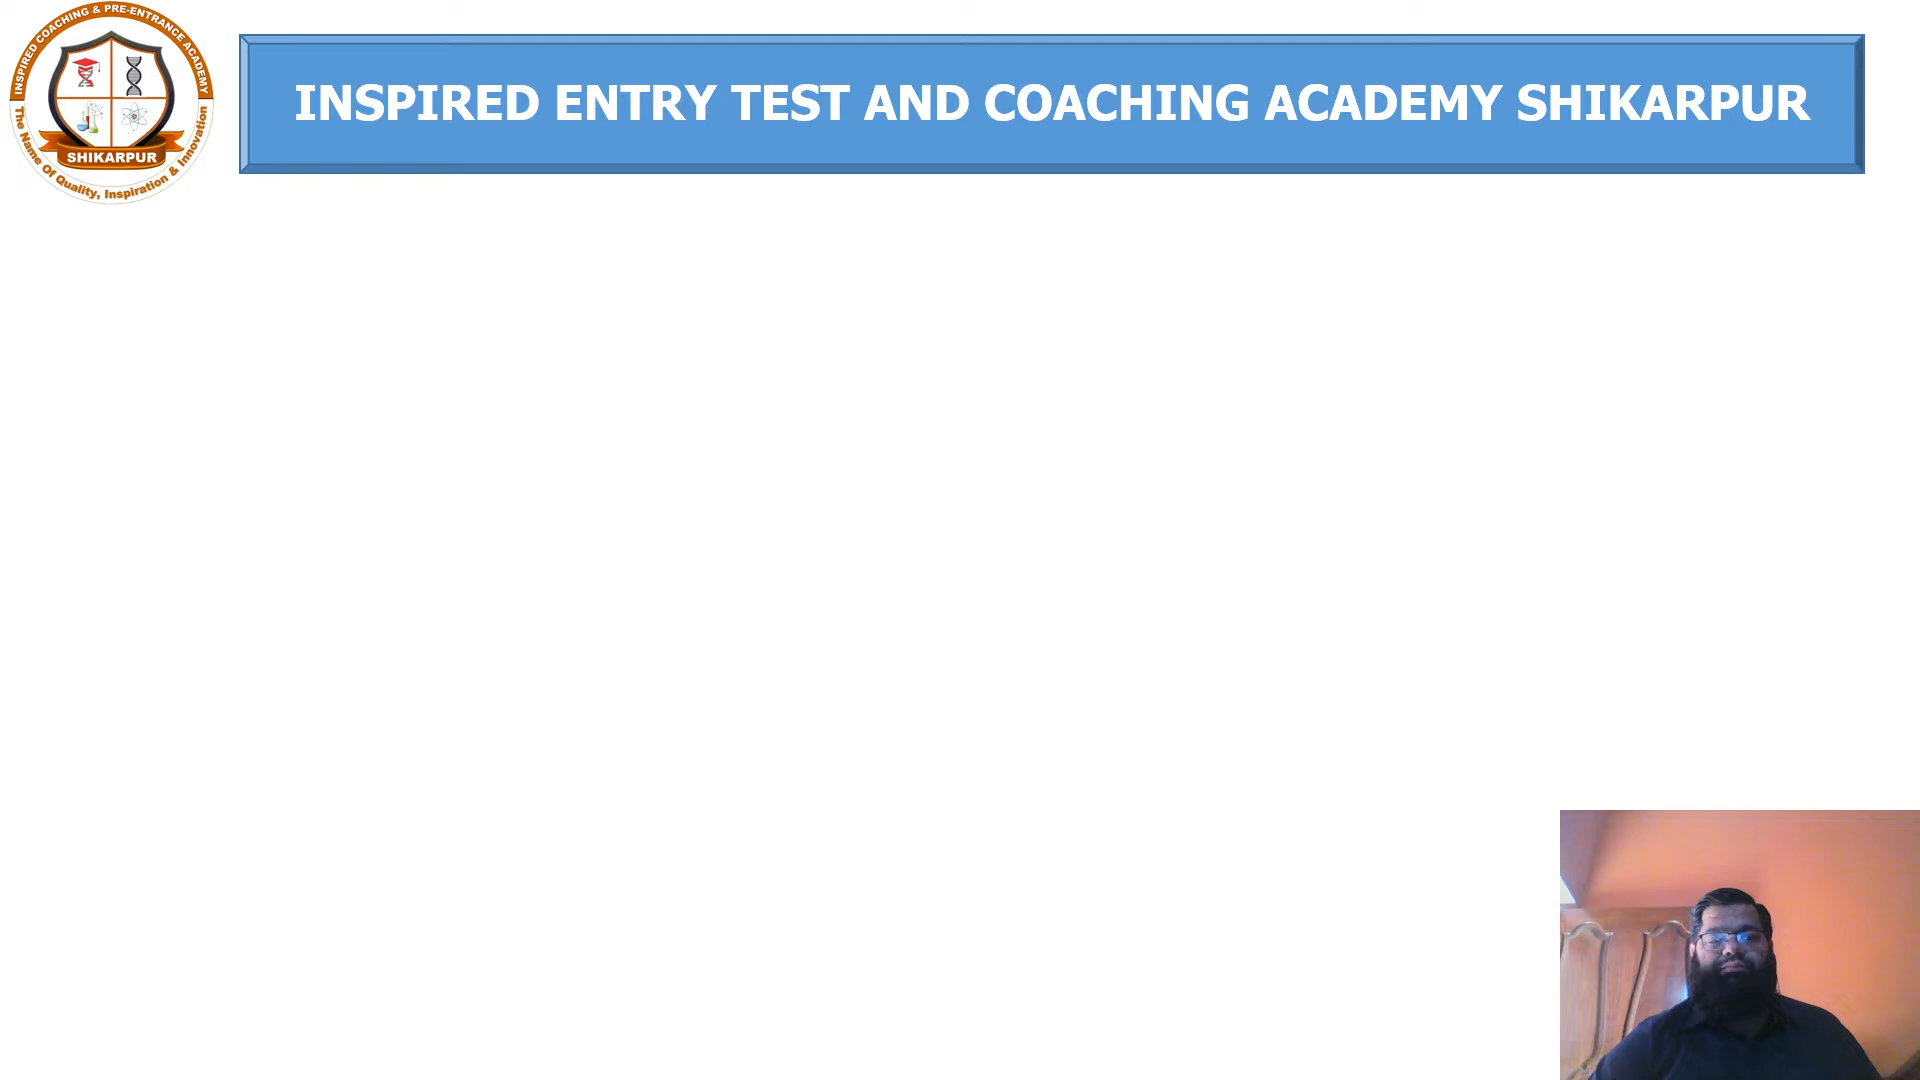 INSPIRED COACHING & PRE-ENTRANCE ACADEMY
SHIKARPUR
The Name Of Quality, Inspiration & Innovation
INSPIRED ENTRY TEST AND COACHING ACADEMY SHIKARPUR